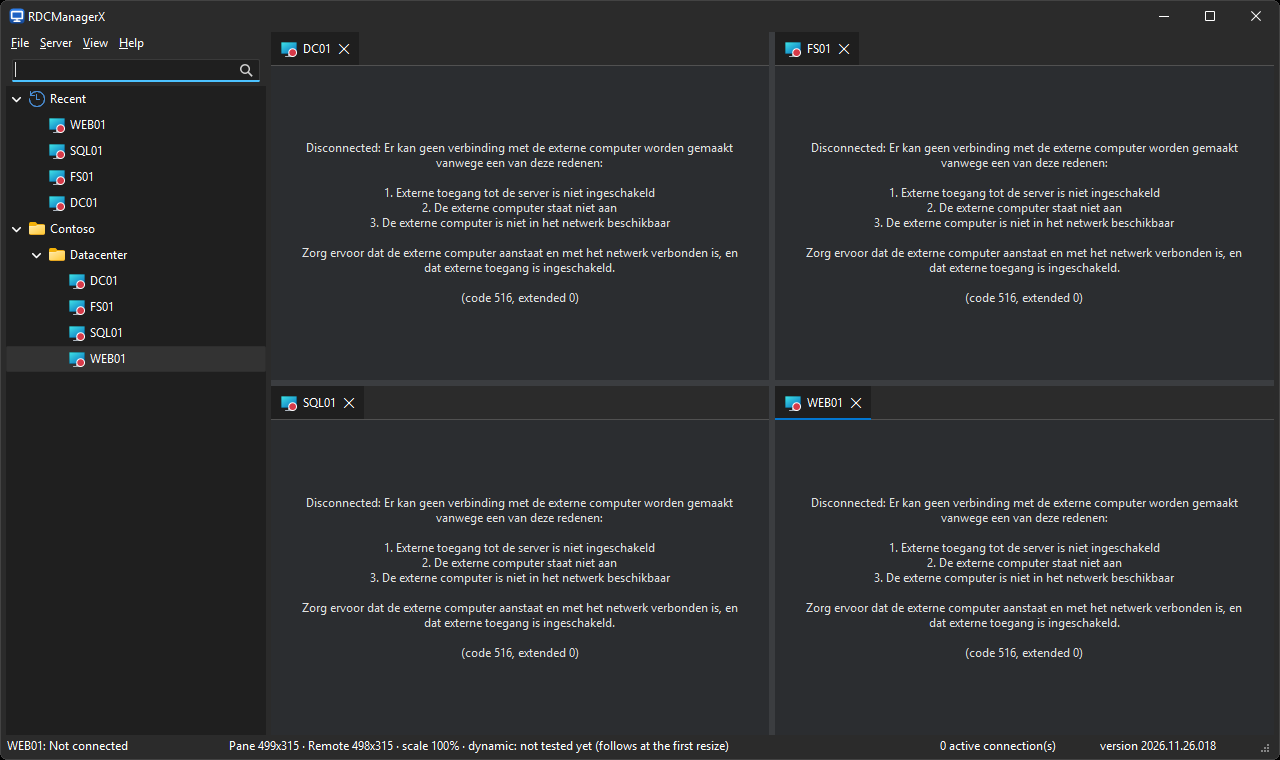 RDCManagerX
File Server View Help
Recent
WEB01
SQL01
FS01
DC01
Contoso
Datacenter
DC01
FS01
SQL01
WEB01
DC01
Disconnected: Er kan geen verbinding met de externe computer worden gemaakt
vanwege een van deze redenen:
1. Externe toegang tot de server is niet ingeschakeld
2. De externe computer staat niet aan
3. De externe computer is niet in het netwerk beschikbaar
Zorg ervoor dat de externe computer aanstaat en met het netwerk verbonden is, en
dat externe toegang is ingeschakeld.
(code 516, extended 0)
FS01
Disconnected: Er kan geen verbinding met de externe computer worden gemaakt
vanwege een van deze redenen:
1. Externe toegang tot de server is niet ingeschakeld
2. De externe computer staat niet aan
3. De externe computer is niet in het netwerk beschikbaar
Zorg ervoor dat de externe computer aanstaat en met het netwerk verbonden is, en
dat externe toegang is ingeschakeld.
(code 516, extended 0)
SQL01
Disconnected: Er kan geen verbinding met de externe computer worden gemaakt
vanwege een van deze redenen:
1. Externe toegang tot de server is niet ingeschakeld
2. De externe computer staat niet aan
3. De externe computer is niet in het netwerk beschikbaar
Zorg ervoor dat de externe computer aanstaat en met het netwerk verbonden is, en
dat externe toegang is ingeschakeld.
(code 516, extended 0)
WEB01
Disconnected: Er kan geen verbinding met de externe computer worden gemaakt
vanwege een van deze redenen:
1. Externe toegang tot de server is niet ingeschakeld
2. De externe computer staat niet aan
3. De externe computer is niet in het netwerk beschikbaar
Zorg ervoor dat de externe computer aanstaat en met het netwerk verbonden is, en
dat externe toegang is ingeschakeld.
(code 516, extended 0)
WEB01: Not connected Pane 499x315 · Remote 498x315 · scale 100% · dynamic: not tested yet (follows at the first resize) 0 active connection(s) version 2026.11.26.018